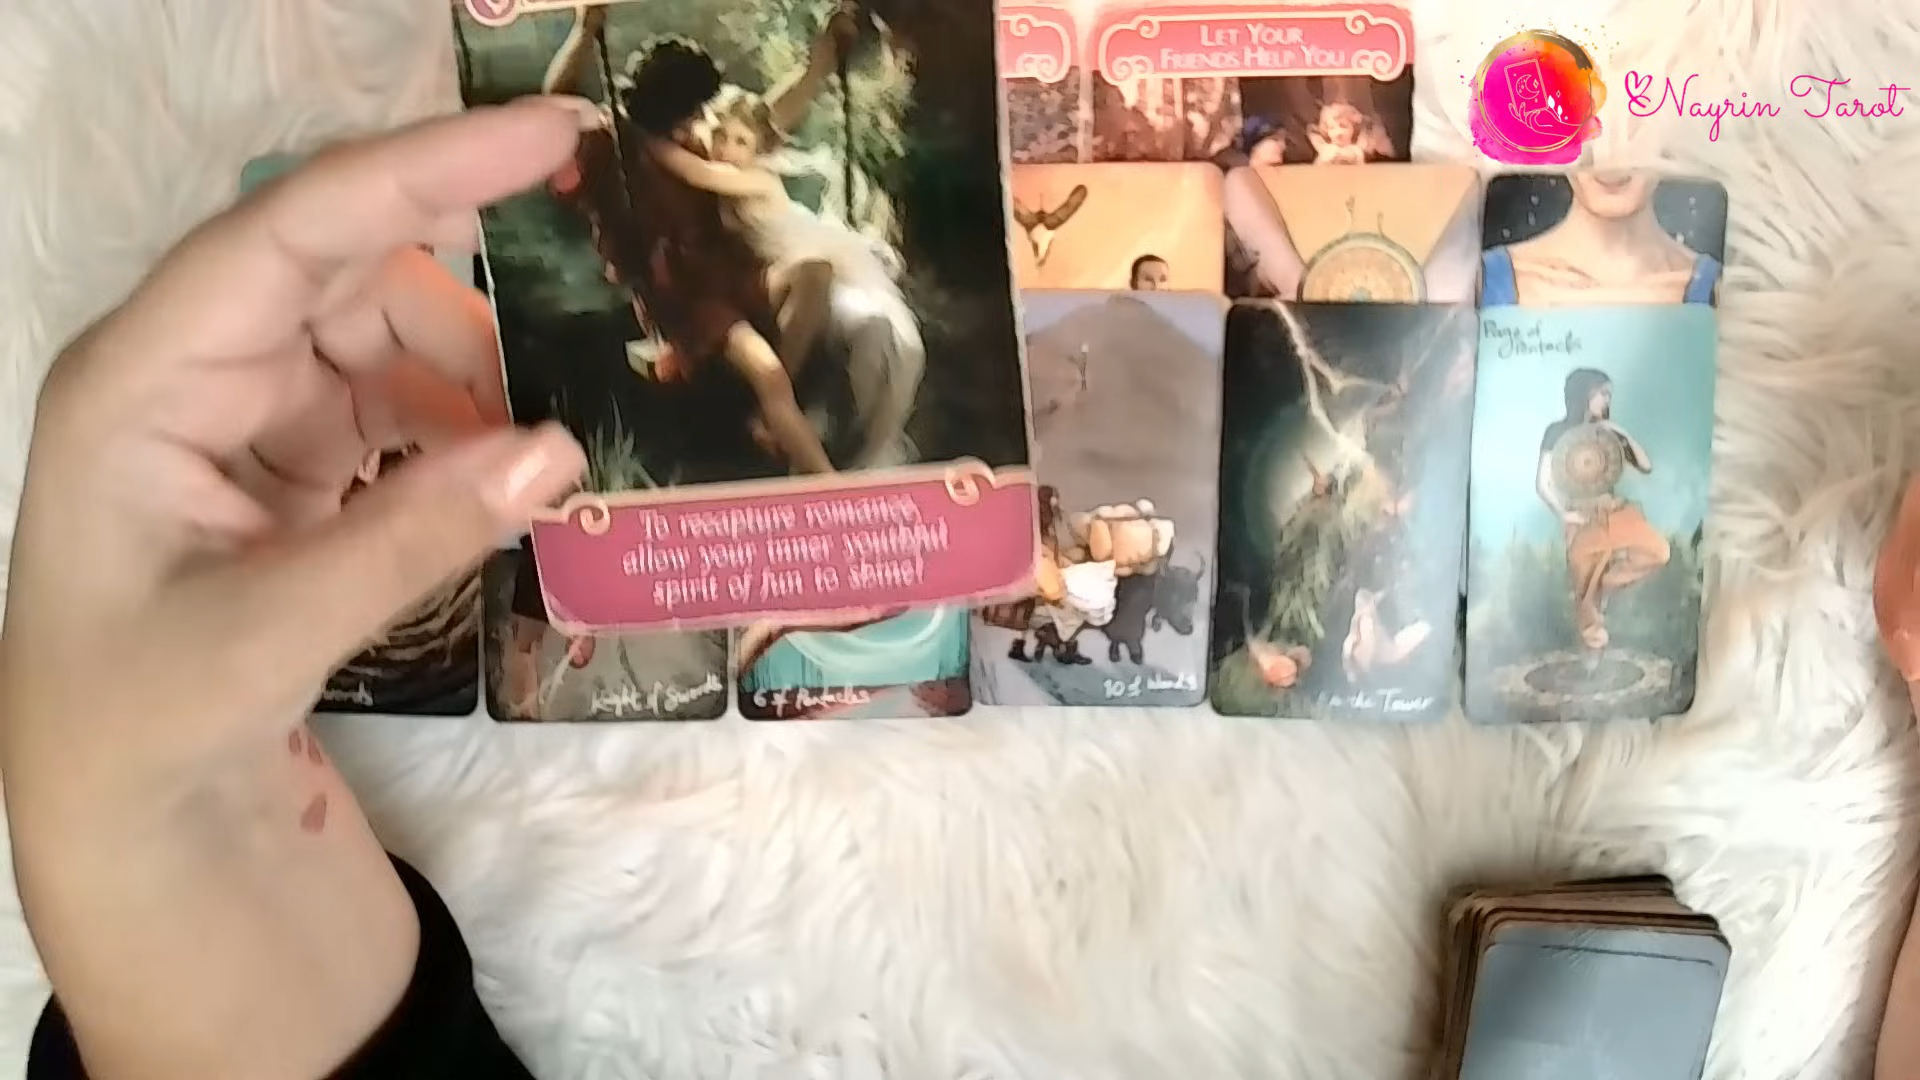 LET YOUR
FRIENDS HELP YOU
Nayrin Tarot
Page of
Pentacles
To recapture romance,
allow your inner youthful
spirit of fun to shine!
Knight of Swords
6 of Pentacles
10 of Wands
the Tower